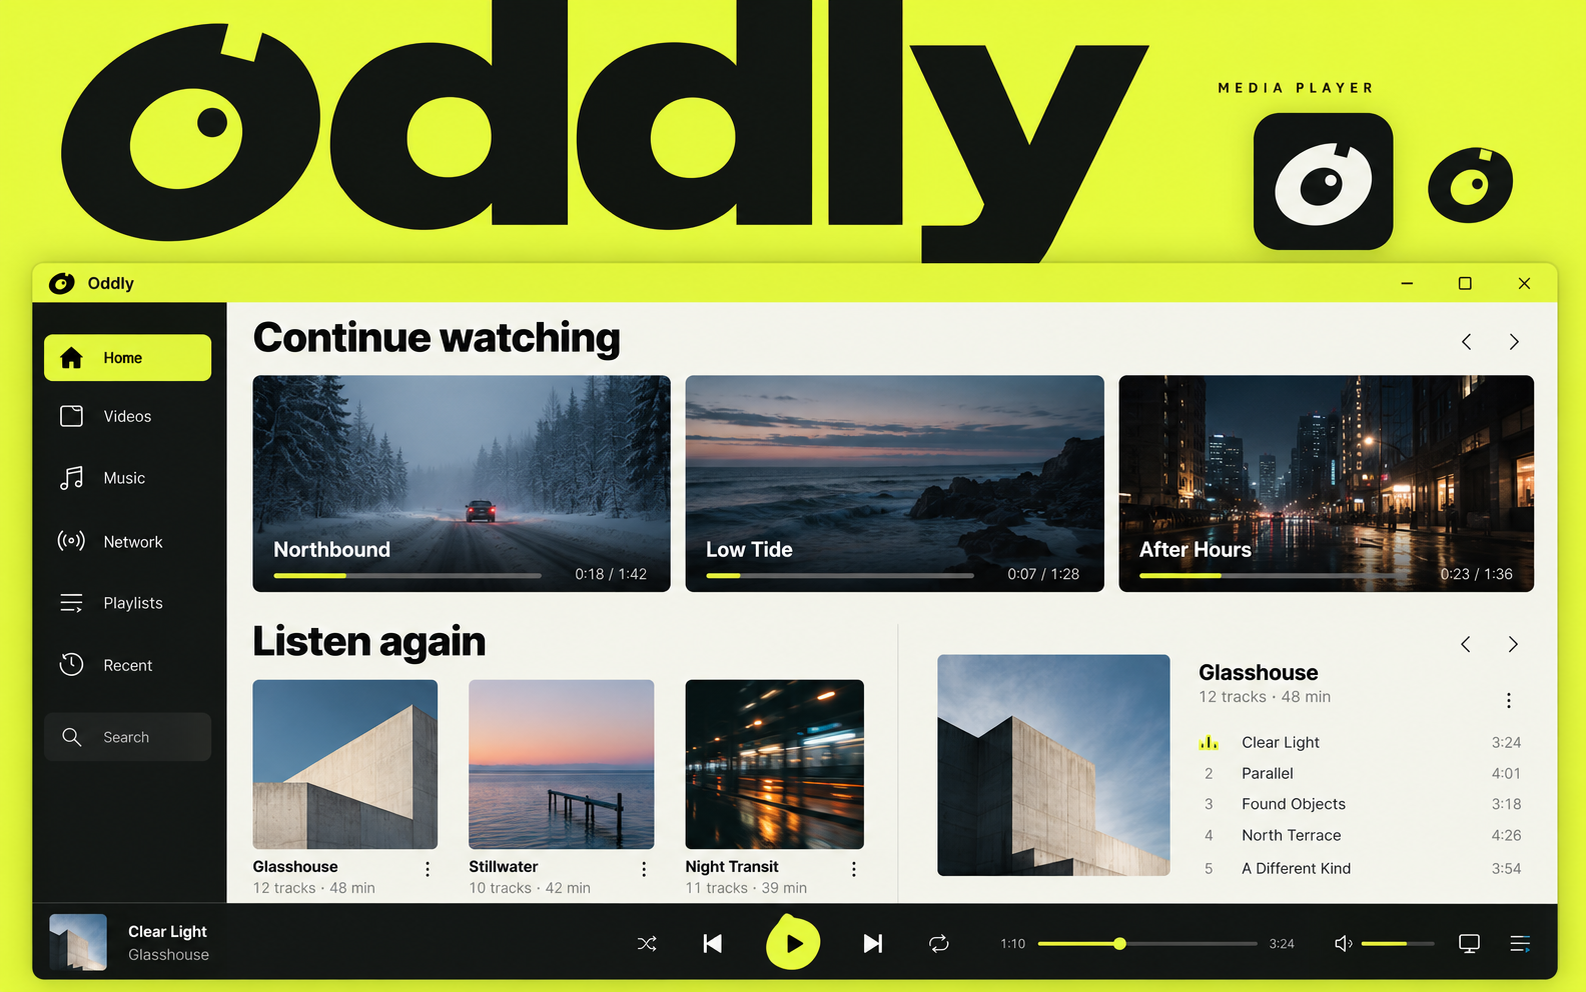 Oddly
MEDIA PLAYER
Oddly
Home
Videos
Music
Network
Playlists
Recent
Search
Continue watching
Northbound
0:18 / 1:42
Low Tide
0:07 / 1:28
After Hours
0:23 / 1:36
Listen again
Glasshouse
12 tracks · 48 min
Stillwater
10 tracks · 42 min
Night Transit
11 tracks · 39 min
Glasshouse
12 tracks · 48 min
Clear Light 3:24
2 Parallel 4:01
3 Found Objects 3:18
4 North Terrace 4:26
5 A Different Kind 3:54
Clear Light
Glasshouse
1:10
3:24